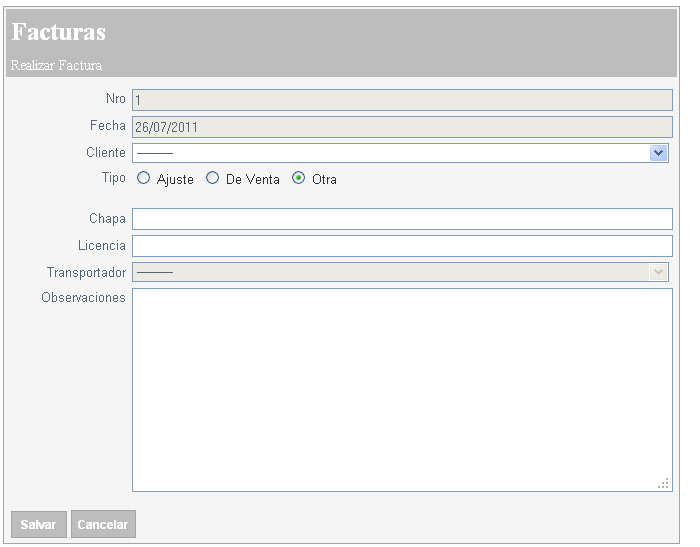 Facturas
Realizar Factura
Nro 1
Fecha 26/07/2011
Cliente ---------
Tipo Ajuste De Venta Otra
Chapa
Licencia
Transportador ---------
Observaciones
Salvar Cancelar